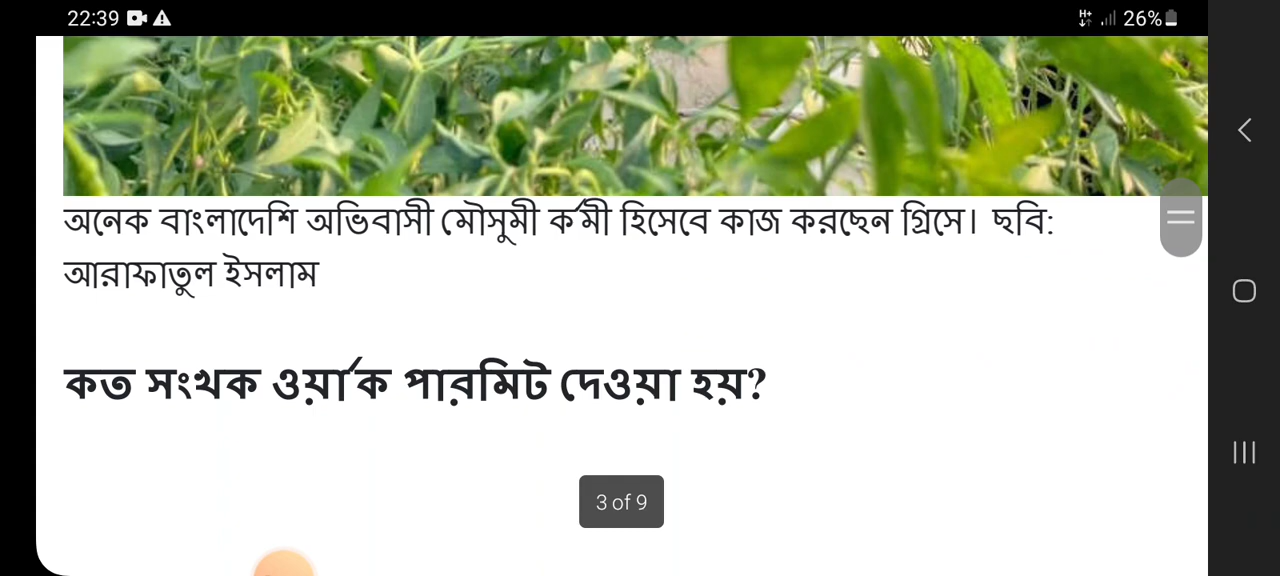 22:39
H+
26%
অনেক বাংলাদেশি অভিবাসী মৌসুমী কর্মী হিসেবে কাজ করছেন গ্রিসে। ছবি:
আরাফাতুল ইসলাম
কত সংখক ওয়ার্ক পারমিট দেওয়া হয়?
3 of 9